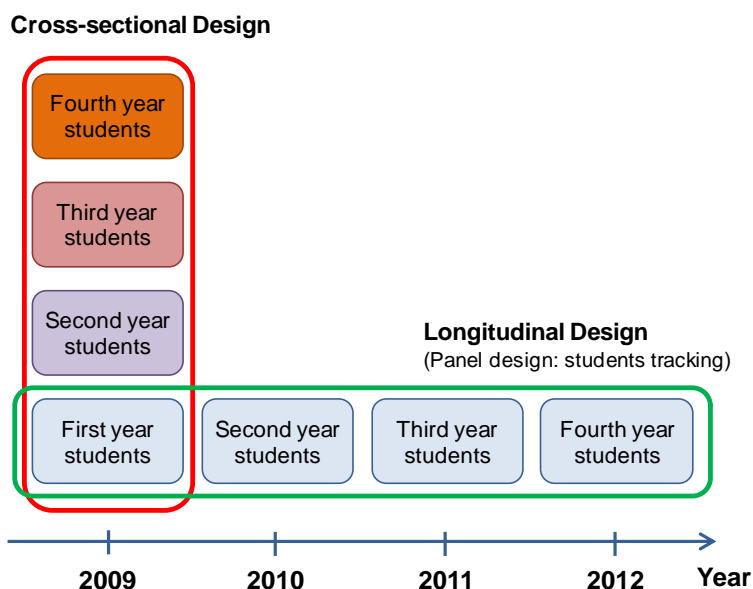 Cross-sectional Design
Fourth year
students
Third year
students
Second year
students
Longitudinal Design
(Panel design: students tracking)
First year
students
Second year
students
Third year
students
Fourth year
students
2009
2010
2011
2012
Year